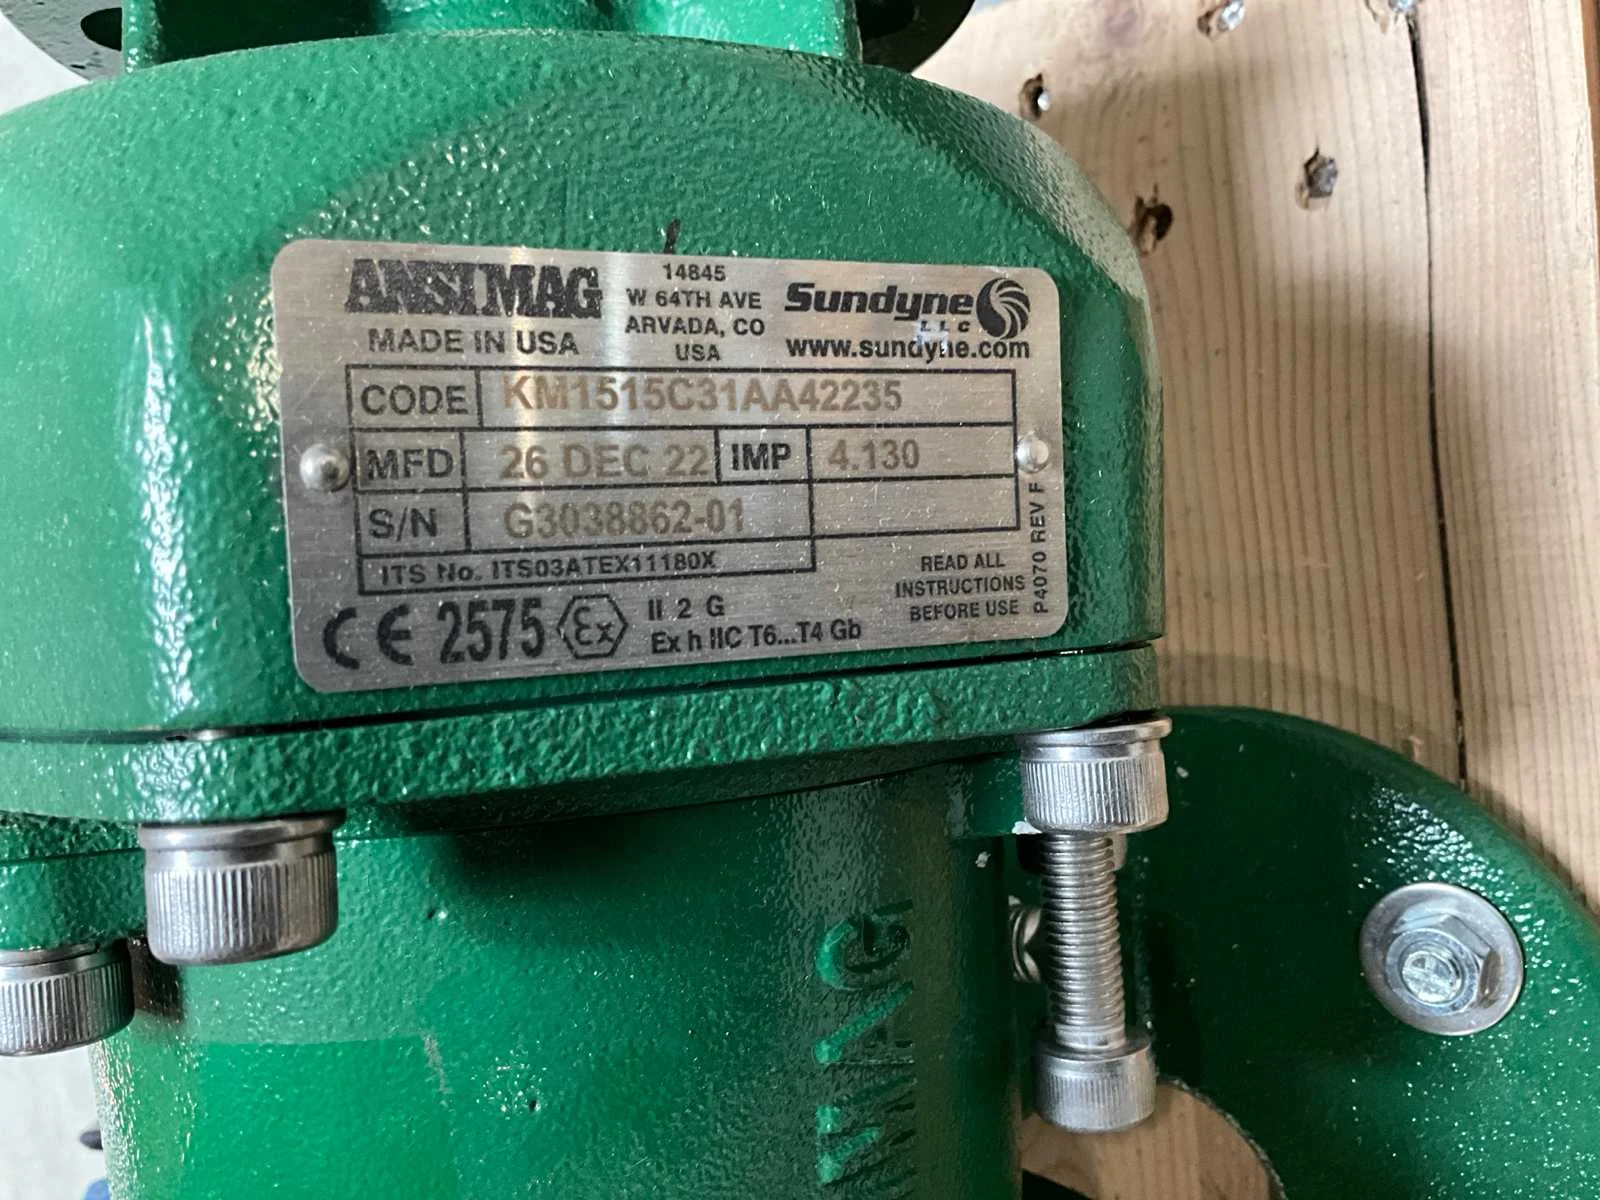 ANSIMAG
MADE IN USA
14845
W 64TH AVE
ARVADA, CO
USA
Sundyne
LLC
www.sundyne.com
CODE KM1515C31AA42235
MFD 26 DEC 22 IMP 4.130
S/N G3038862-01
ITS No. ITS03ATEX11180X
CE 2575 Ex II 2 G
Ex h IIC T6...T4 Gb
READ ALL
INSTRUCTIONS
BEFORE USE
P4070 REV F
MAG